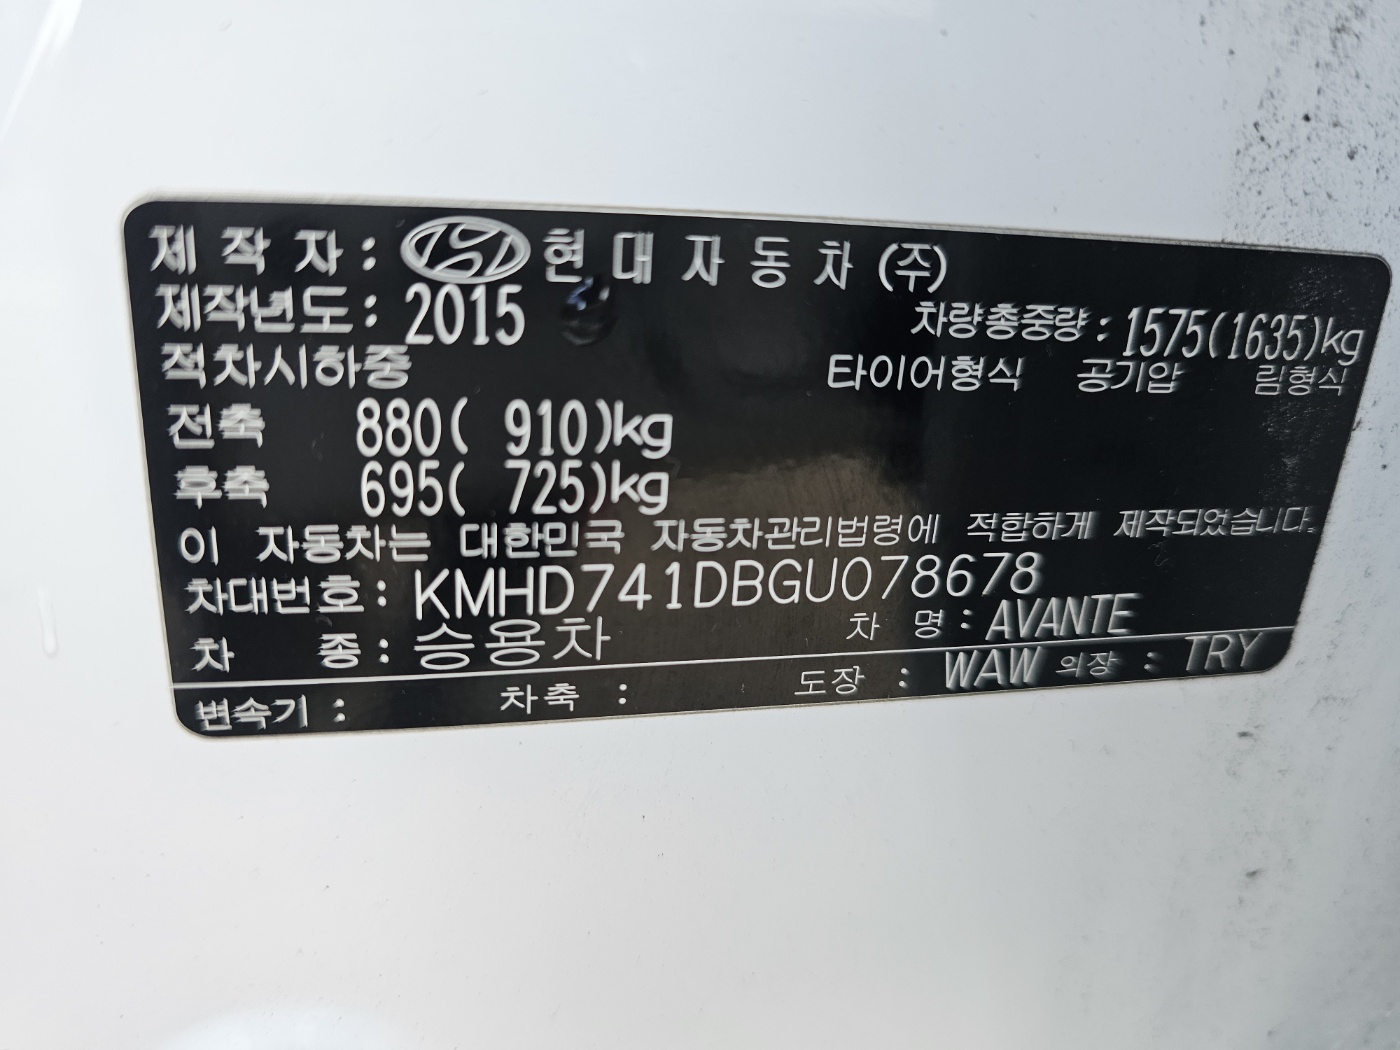 제 작 자 : 현 대 자 동 차 (주)
제작년도 : 2015
차량총중량 : 1575(1635)kg
적차시하중
타이어형식 공기압 림형식
전축 880( 910)kg
후축 695( 725)kg
이 자동차는 대한민국 자동차관리법령에 적합하게 제작되었습니다.
차대번호 : KMHD741DBGU078678
차 종 : 승용차 차 명 : AVANTE
변속기 : 차축 : 도장 : WAW 의장 : TRY